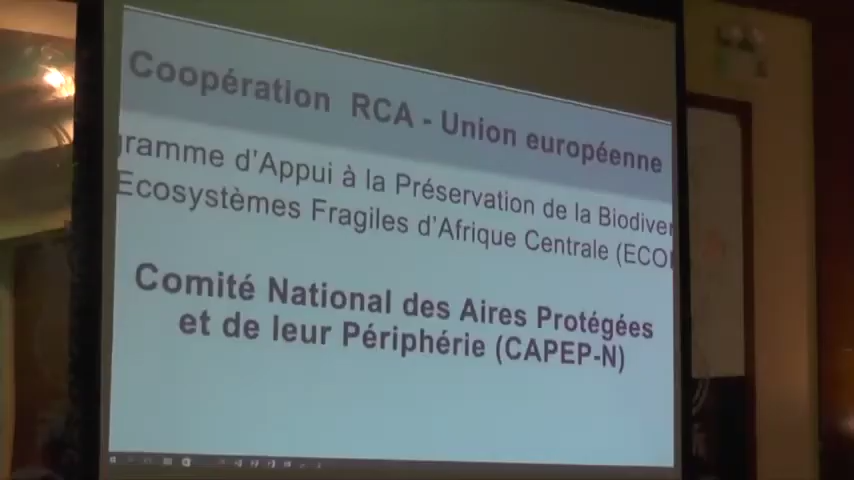 Coopération RCA - Union européenne
ramme d'Appui à la Préservation de la Biodiver
Ecosystèmes Fragiles d'Afrique Centrale (ECO
Comité National des Aires Protégées
et de leur Périphérie (CAPEP-N)